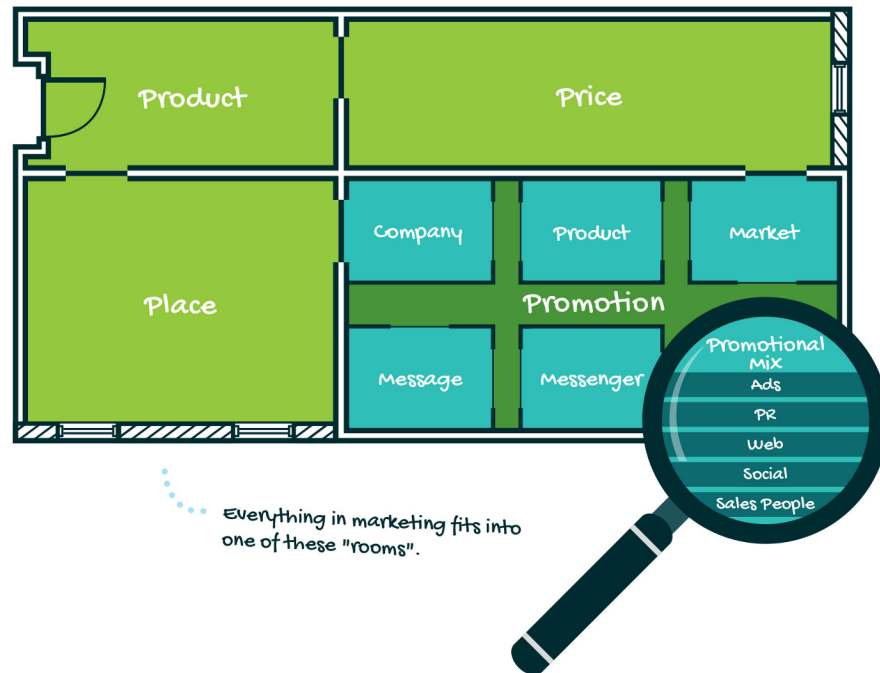 Product
Price
Place
Company
Product
Market
Promotion
Message
Messenger
Promotional
Mix
Ads
PR
Web
Social
Sales People
Everything in marketing fits into
one of these "rooms".